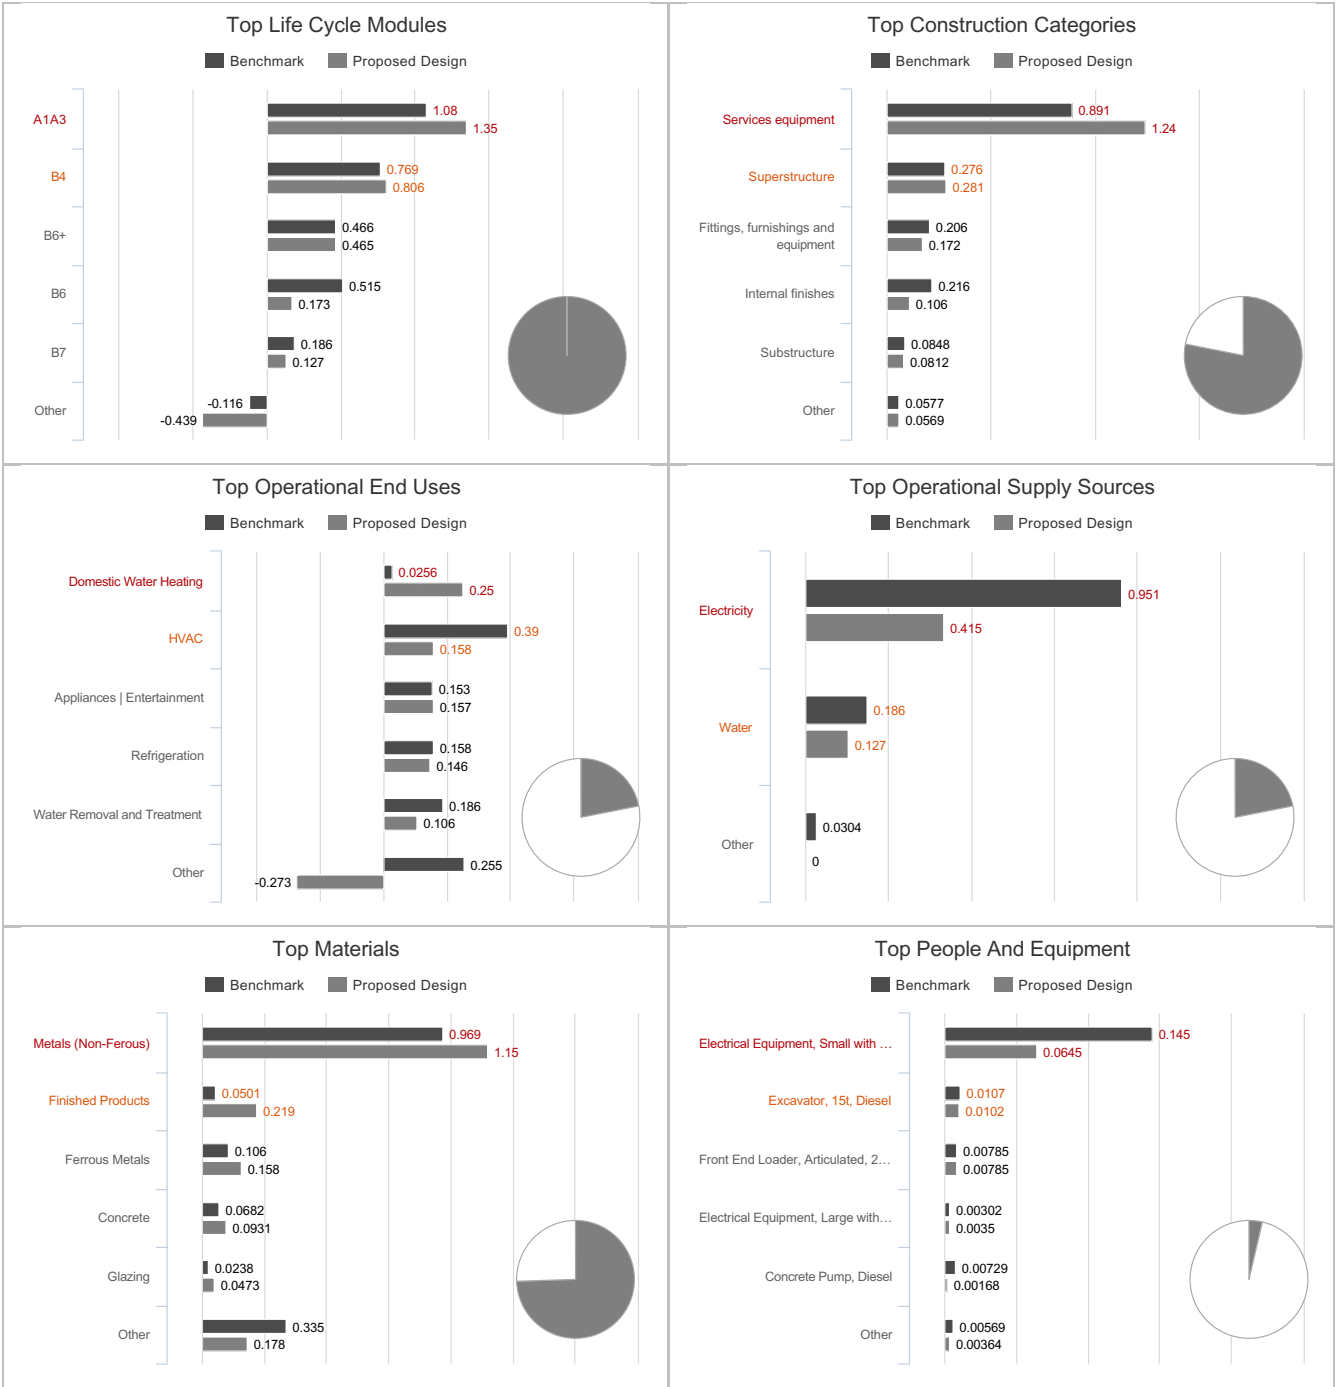 Top Life Cycle Modules
Benchmark Proposed Design
A1A3 1.08
1.35
B4 0.769
0.806
B6+ 0.466
0.465
B6 0.515
0.173
B7 0.186
0.127
Other -0.116
-0.439
Top Construction Categories
Benchmark Proposed Design
Services equipment 0.891
1.24
Superstructure 0.276
0.281
Fittings, furnishings and 0.206
equipment 0.172
Internal finishes 0.216
0.106
Substructure 0.0848
0.0812
Other 0.0577
0.0569
Top Operational End Uses
Benchmark Proposed Design
Domestic Water Heating 0.0256
0.25
HVAC 0.39
0.158
Appliances | Entertainment 0.153
0.157
Refrigeration 0.158
0.146
Water Removal and Treatment 0.186
0.106
Other 0.255
-0.273
Top Operational Supply Sources
Benchmark Proposed Design
Electricity 0.951
0.415
Water 0.186
0.127
Other 0.0304
0
Top Materials
Benchmark Proposed Design
Metals (Non-Ferous) 0.969
1.15
Finished Products 0.0501
0.219
Ferrous Metals 0.106
0.158
Concrete 0.0682
0.0931
Glazing 0.0238
0.0473
Other 0.335
0.178
Top People And Equipment
Benchmark Proposed Design
Electrical Equipment, Small with ... 0.145
0.0645
Excavator, 15t, Diesel 0.0107
0.0102
Front End Loader, Articulated, 2... 0.00785
0.00785
Electrical Equipment, Large with... 0.00302
0.0035
Concrete Pump, Diesel 0.00729
0.00168
Other 0.00569
0.00364